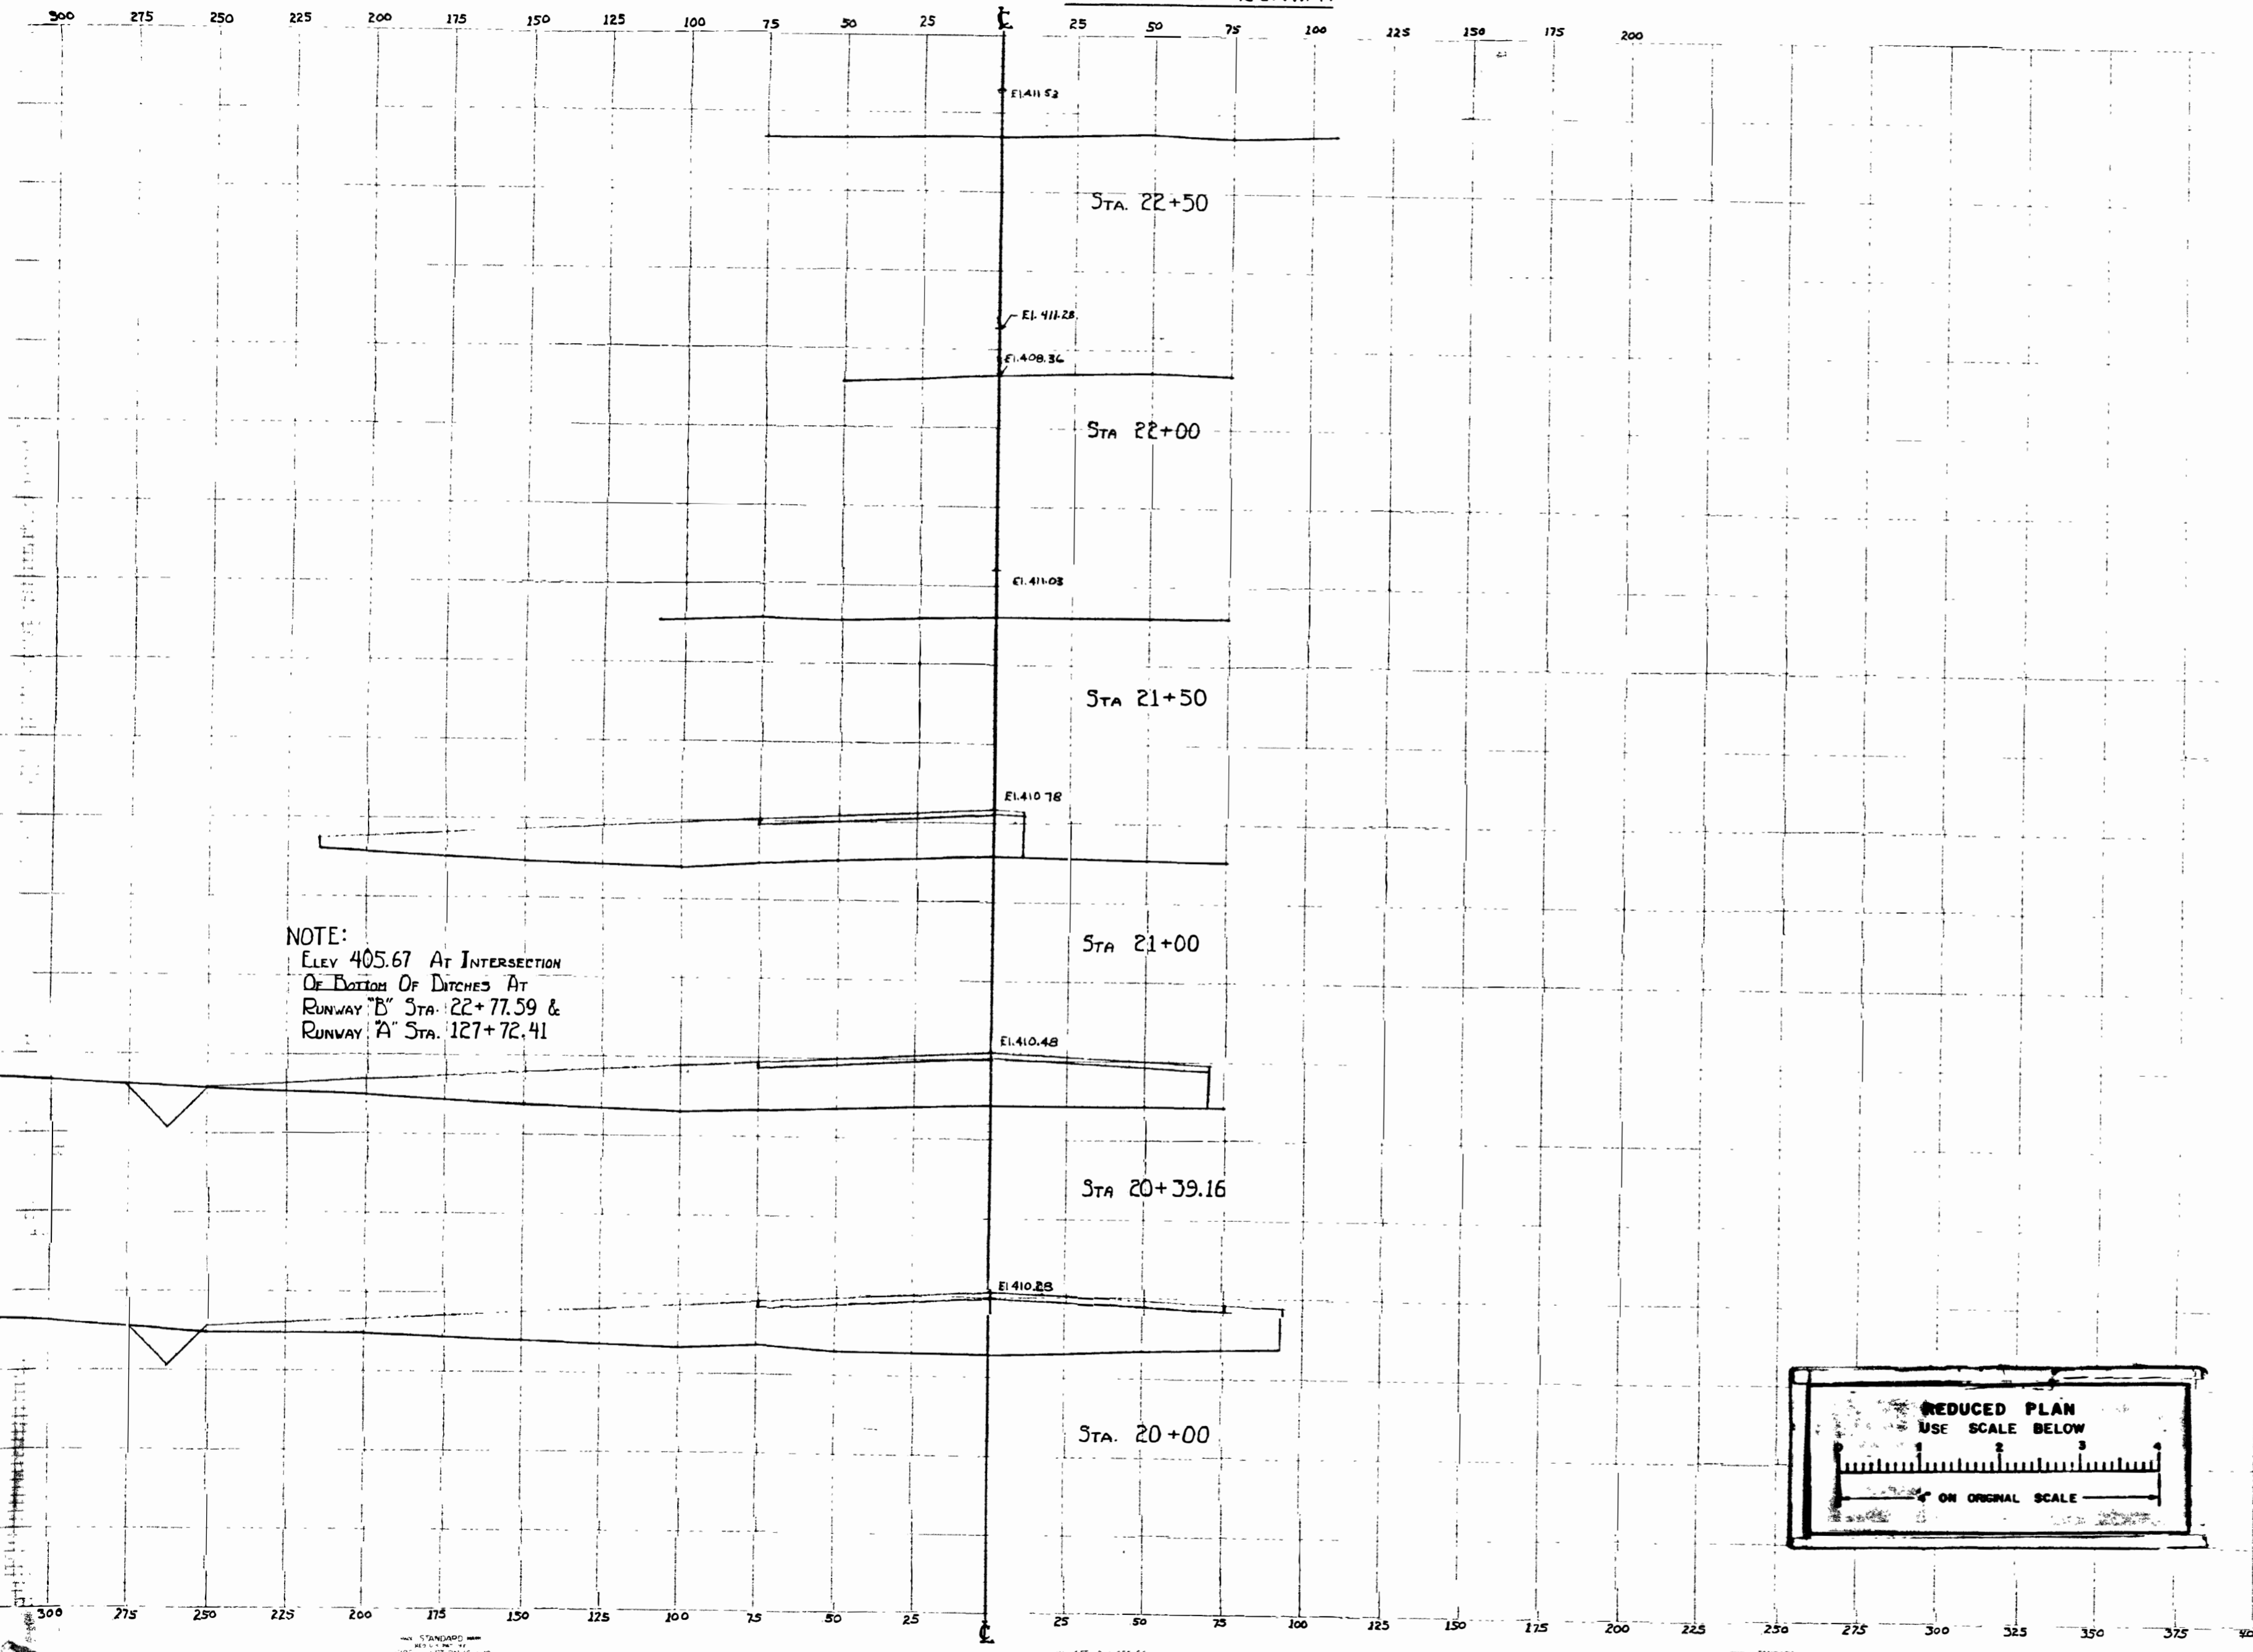 300 275 250 225 200 175 150 125 100 75 50 25 ℄ 25 50 75 100 125 150 175 200
El.411.53
STA. 22+50
El. 411.28
El.408.36
STA 22+00
El. 411.03
STA 21+50
El.410.78
STA 21+00
NOTE:
ELEV 405.67 AT INTERSECTION
OF BOTTOM OF DITCHES AT
RUNWAY "B" STA. 22+77.59 &
RUNWAY "A" STA. 127+72.41
El.410.48
STA 20+39.16
El 410.28
STA. 20+00
REDUCED PLAN
USE SCALE BELOW
0 1 2 3 4
4" ON ORIGINAL SCALE
300 275 250 225 200 175 150 125 100 75 50 25 ℄ 25 50 75 100 125 150 175 200 225 250 275 300 325 350 375
STANDARD